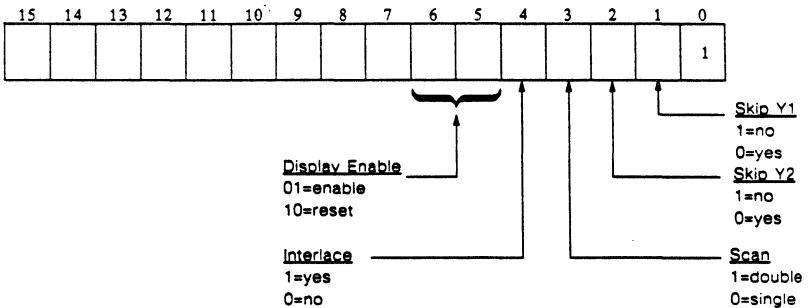 15 14 13 12 11 10 9 8 7 6 5 4 3 2 1 0
1
Skip Y1
1=no
0=yes
Display Enable
01=enable
10=reset
Skip Y2
1=no
0=yes
Interlace
1=yes
0=no
Scan
1=double
0=single